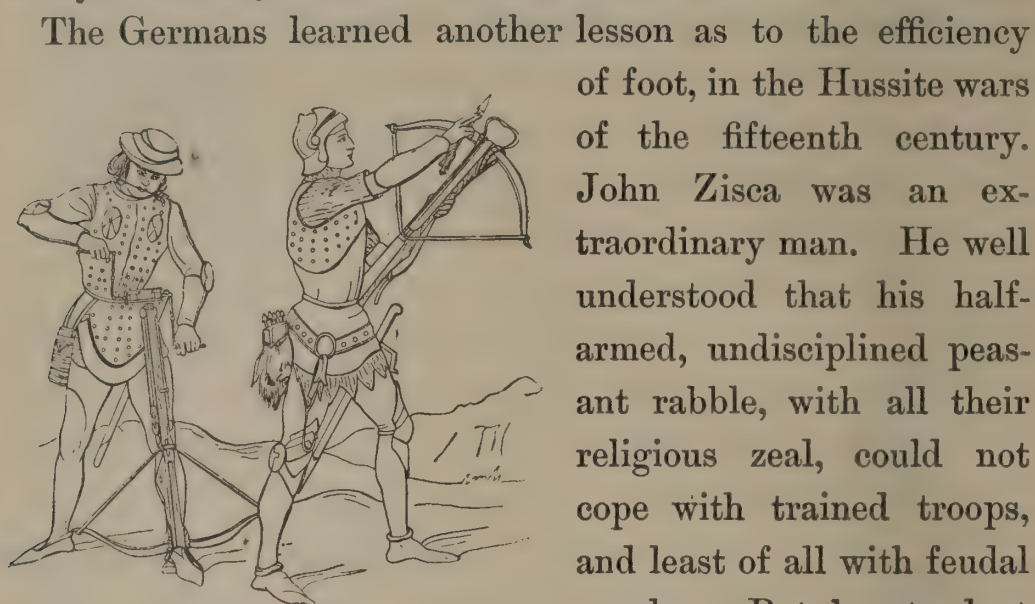 The Germans learned another lesson as to the efficiency
of foot, in the Hussite wars
of the fifteenth century.
John Zisca was an ex-
traordinary man. He well
understood that his half-
armed, undisciplined peas-
ant rabble, with all their
religious zeal, could not
cope with trained troops,
and least of all with feudal